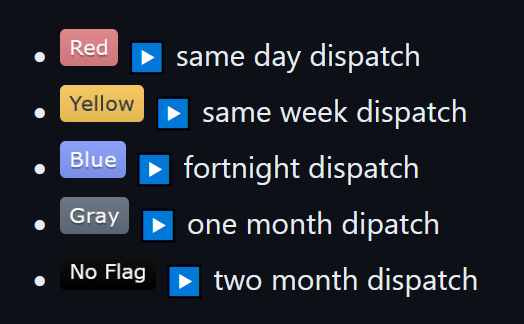 • Red ▶ same day dispatch
• Yellow ▶ same week dispatch
• Blue ▶ fortnight dispatch
• Gray ▶ one month dipatch
• No Flag ▶ two month dispatch